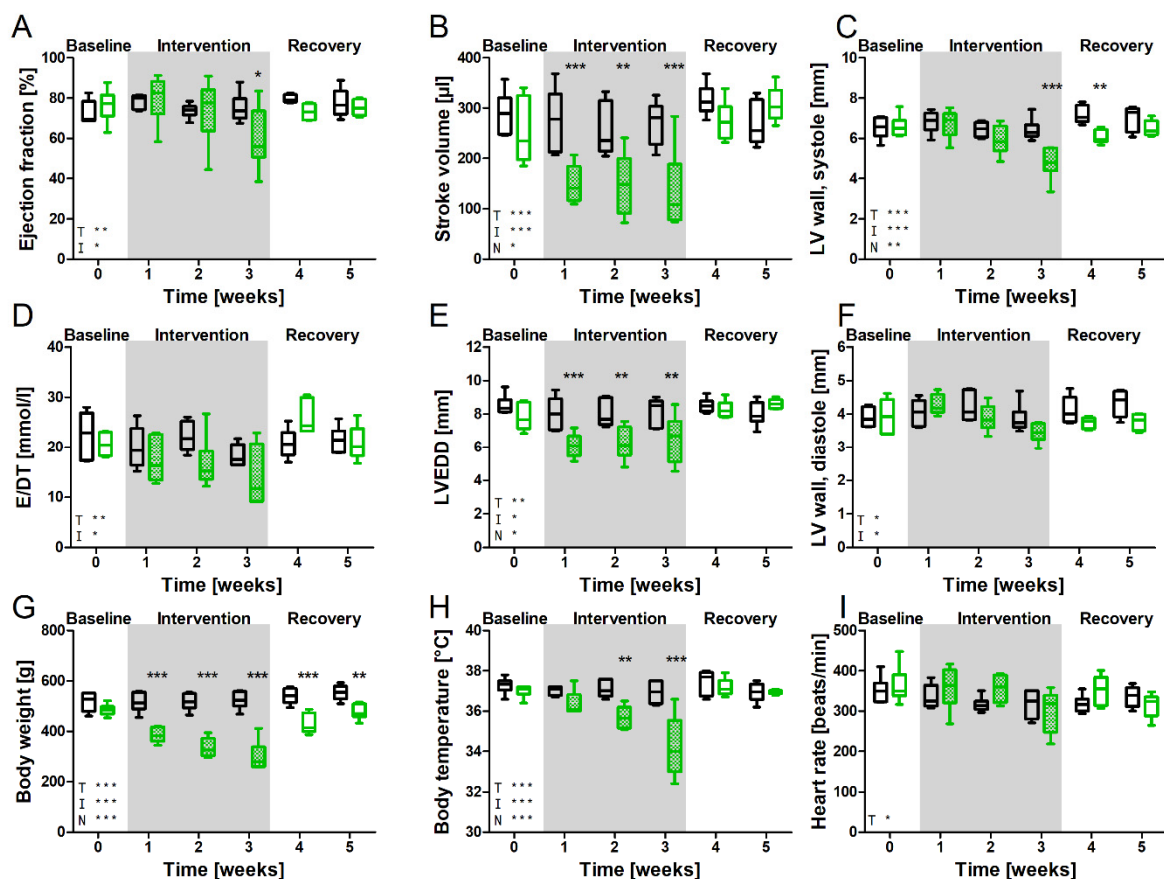 A
Baseline Intervention Recovery
Ejection fraction [%]
100
80
60
40
20
0
*
T **
I *
0 1 2 3 4 5
Time [weeks]
B
Baseline Intervention Recovery
Stroke volume [µl]
400
300
200
100
0
*** ** ***
T ***
I ***
N *
0 1 2 3 4 5
Time [weeks]
C
Baseline Intervention Recovery
LV wall, systole [mm]
10
8
6
4
2
0
*** **
T ***
I ***
N **
0 1 2 3 4 5
Time [weeks]
D
Baseline Intervention Recovery
E/DT [mmol/l]
40
30
20
10
0
T **
I *
0 1 2 3 4 5
Time [weeks]
E
Baseline Intervention Recovery
LVEDD [mm]
12
10
8
6
4
2
0
*** ** **
T **
I *
N *
0 1 2 3 4 5
Time [weeks]
F
Baseline Intervention Recovery
LV wall, diastole [mm]
6
5
4
3
2
1
0
T *
I *
0 1 2 3 4 5
Time [weeks]
G
Baseline Intervention Recovery
Body weight [g]
800
600
400
200
0
*** *** *** *** **
T ***
I ***
N ***
0 1 2 3 4 5
Time [weeks]
H
Baseline Intervention Recovery
Body temperature [°C]
40
38
36
34
32
30
** ***
T ***
I ***
N ***
0 1 2 3 4 5
Time [weeks]
I
Baseline Intervention Recovery
Heart rate [beats/min]
500
400
300
200
100
0
T *
0 1 2 3 4 5
Time [weeks]